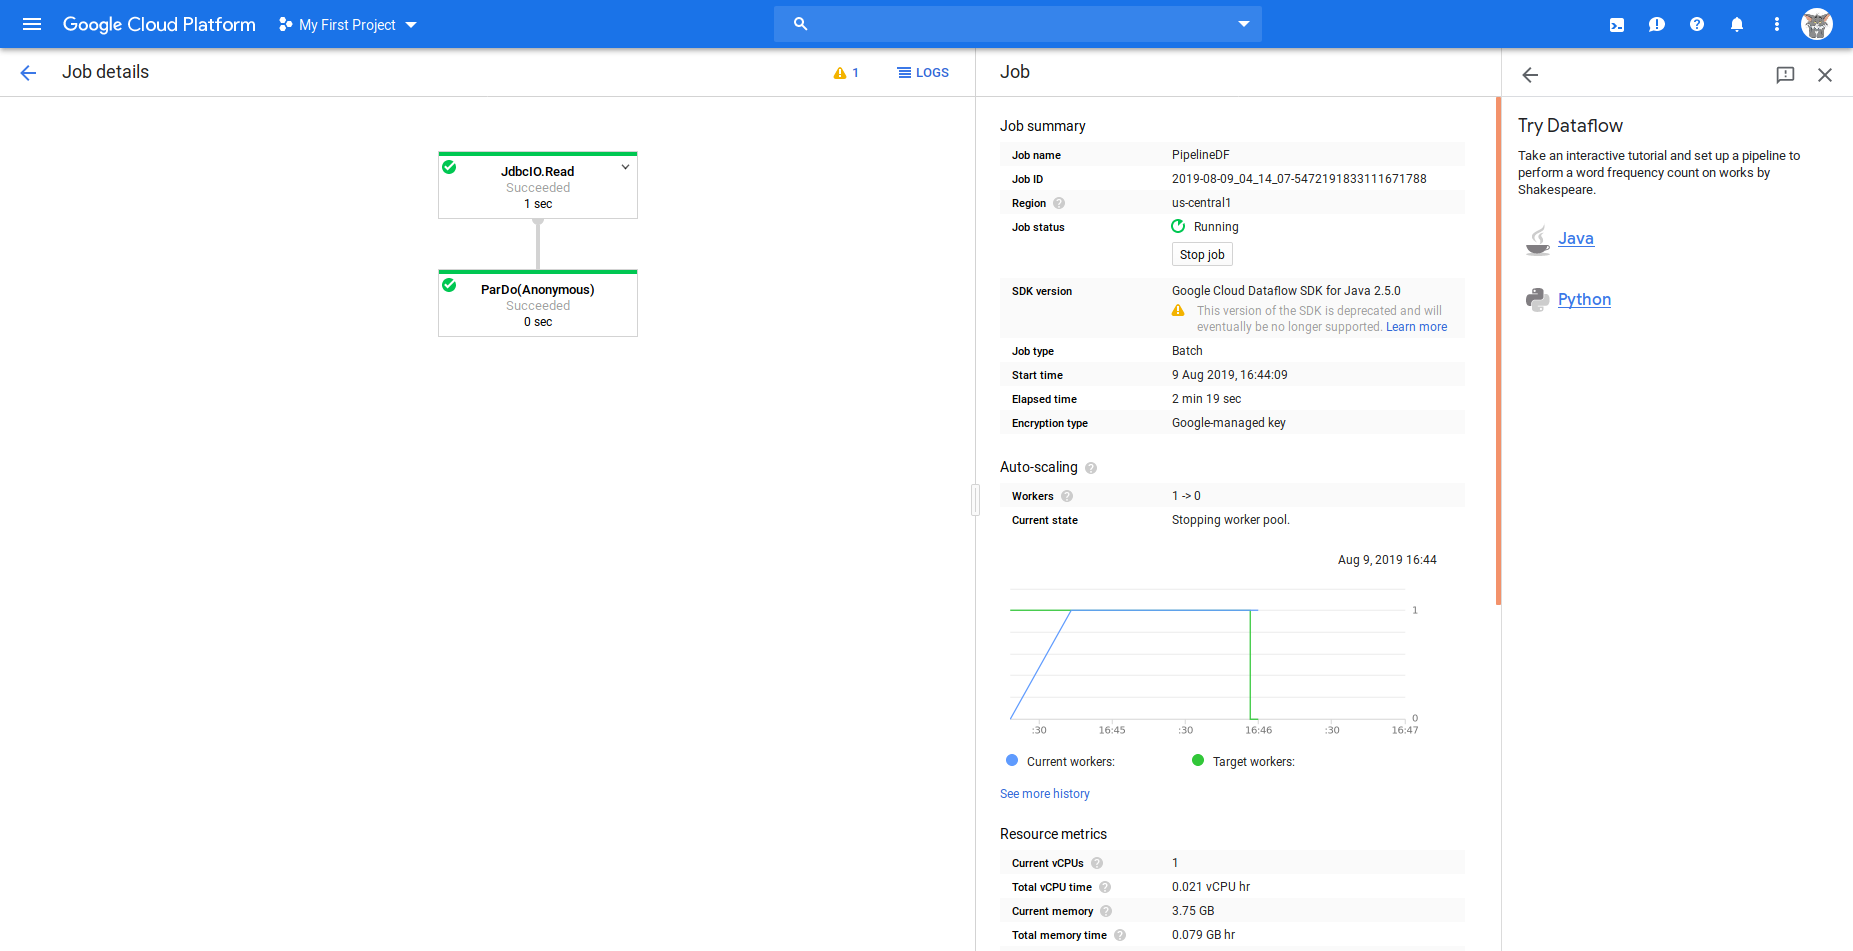 Google Cloud Platform
My First Project
Job details
1
LOGS
JdbcIO.Read
Succeeded
1 sec
ParDo(Anonymous)
Succeeded
0 sec
Job
Job summary
Job name PipelineDF
Job ID 2019-08-09_04_14_07-5472191833111671788
Region us-central1
Job status Running
Stop job
SDK version Google Cloud Dataflow SDK for Java 2.5.0
This version of the SDK is deprecated and will
eventually be no longer supported. Learn more
Job type Batch
Start time 9 Aug 2019, 16:44:09
Elapsed time 2 min 19 sec
Encryption type Google-managed key
Auto-scaling
Workers 1 -> 0
Current state Stopping worker pool.
Aug 9, 2019 16:44
1
0
:30 16:45 :30 16:46 :30 16:47
Current workers: Target workers:
See more history
Resource metrics
Current vCPUs 1
Total vCPU time 0.021 vCPU hr
Current memory 3.75 GB
Total memory time 0.079 GB hr
Try Dataflow
Take an interactive tutorial and set up a pipeline to
perform a word frequency count on works by
Shakespeare.
Java
Python